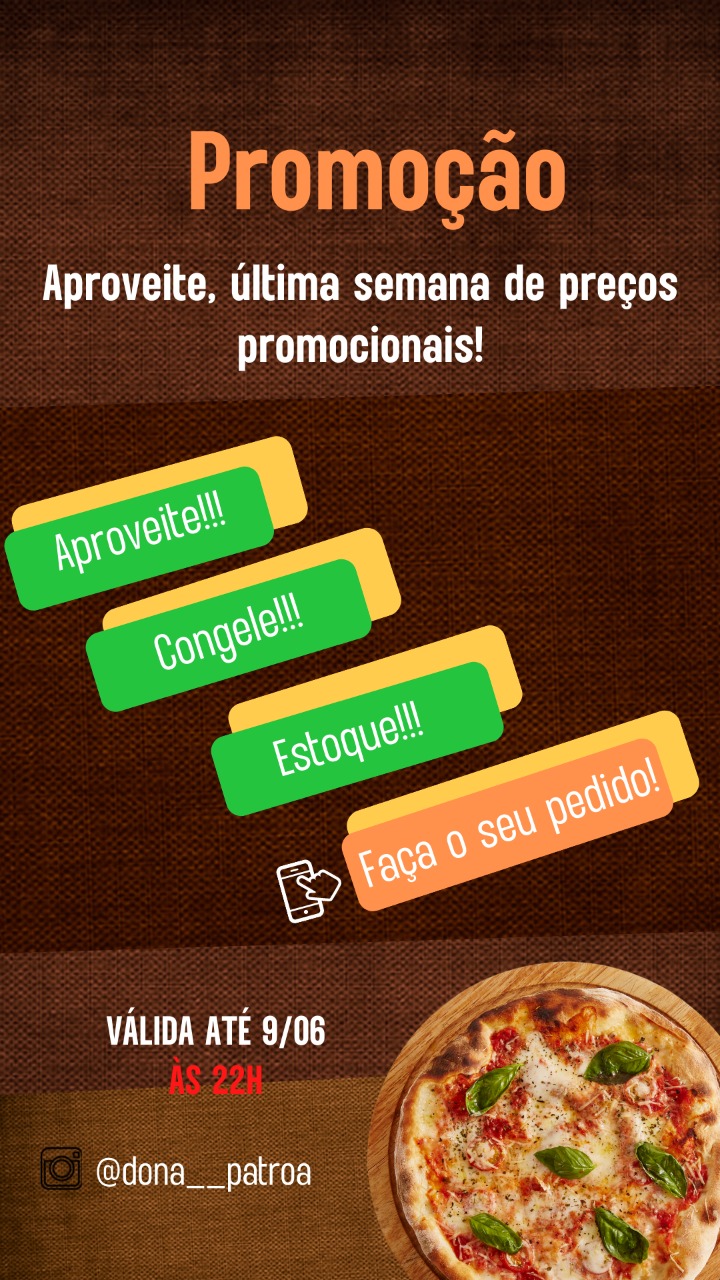 Promoção
Aproveite, última semana de preços
promocionais!
Aproveite!!!
Congele!!!
Estoque!!!
Faça o seu pedido!
VÁLIDA ATÉ 9/06
ÀS 22H
@dona__patroa